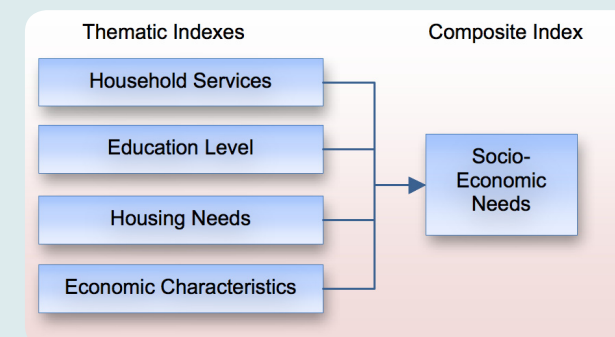 Thematic Indexes
Composite Index
Household Services
Education Level
Housing Needs
Economic Characteristics
Socio-
Economic
Needs